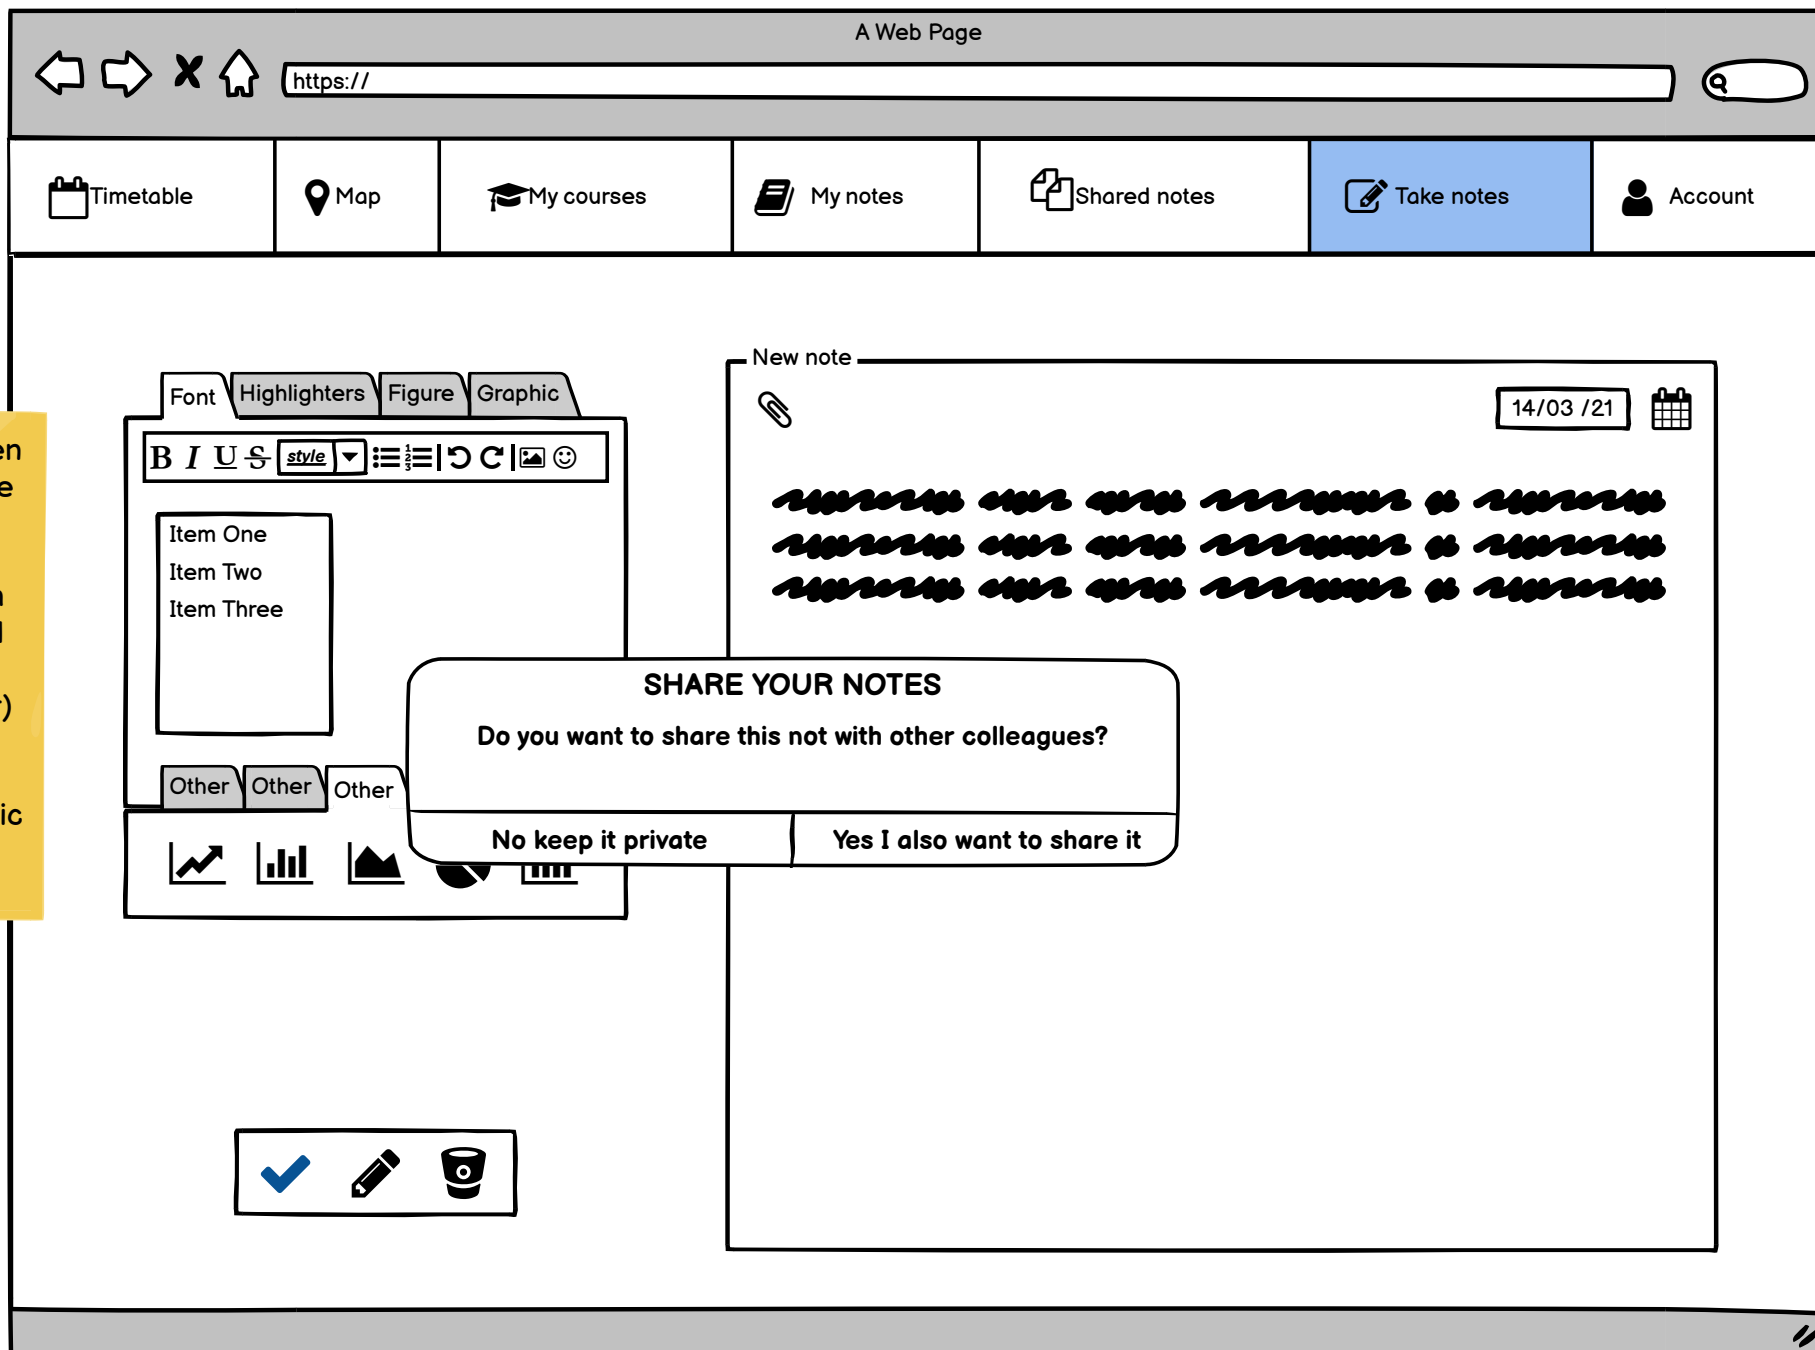 A Web Page
https://
Timetable
Map
My courses
My notes
Shared notes
Take notes
Account
Font
Highlighters
Figure
Graphic
B I U S style
Item One
Item Two
Item Three
Other
Other
Other
New note
14/03 /21
SHARE YOUR NOTES
Do you want to share this not with other colleagues?
No keep it private
Yes I also want to share it